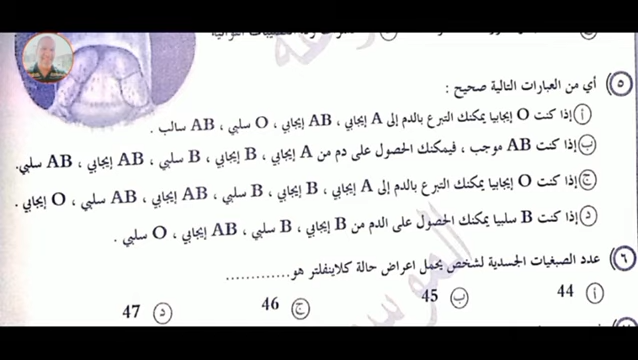 ٥ أي من العبارات التالية صحيح :
أ إذا كنت O إيجابيا يمكنك التبرع بالدم إلى A إيجابي ، AB إيجابي ، O سلبي ، AB سالب .
ب إذا كنت AB موجب ، فيمكنك الحصول على دم من A إيجابي ، B إيجابي ، B سلبي ، AB إيجابي ، AB سلبي.
ج إذا كنت O إيجابيا يمكنك التبرع بالدم إلى A إيجابي ، B إيجابي ، B سلبي ، AB إيجابي ، AB سلبي ، O إيجابي .
د إذا كنت B سلبيا يمكنك الحصول على الدم من B إيجابي ، B سلبي ، AB إيجابي ، O سلبي .
٦ عدد الصبغيات الجسدية لشخص يحمل اعراض حالة كلاينفلتر هو.............
أ 44 ب 45 ج 46 د 47